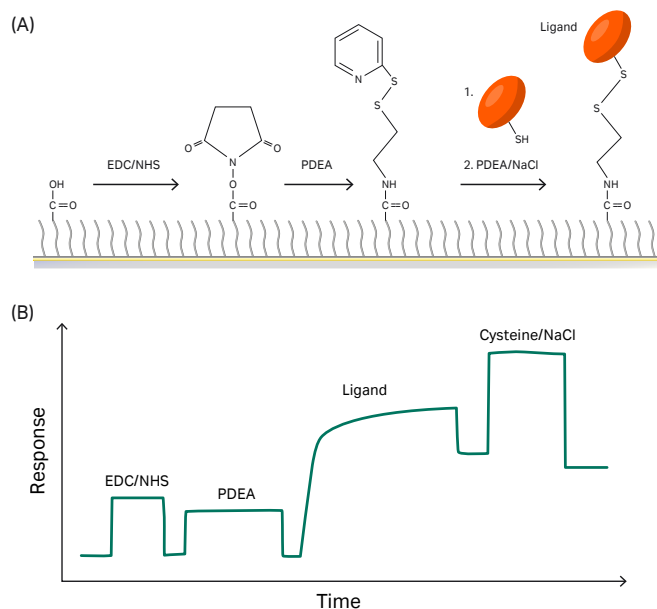 (A)
Ligand
N
S
S
1.
SH
S
S
EDC/NHS
PDEA
2. PDEA/NaCl
O
N
O
OH
C=O
O
C=O
NH
C=O
NH
C=O
(B)
Response
EDC/NHS
PDEA
Ligand
Cysteine/NaCl
Time